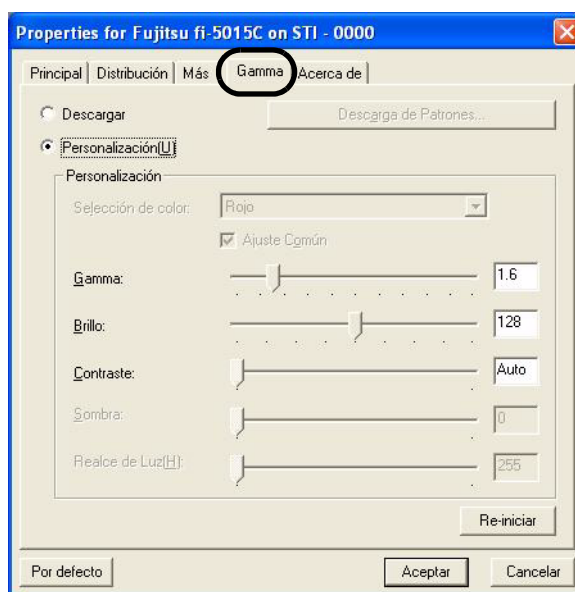 Properties for Fujitsu fi-5015C on STI - 0000
Principal Distribución Más Gamma Acerca de
Descargar Descarga de Patrones...
Personalización(U)
Personalización
Selección de color: Rojo
Ajuste Común
Gamma: 1.6
Brillo: 128
Contraste: Auto
Sombra: 0
Realce de Luz(H): 255
Re-iniciar
Por defecto Aceptar Cancelar